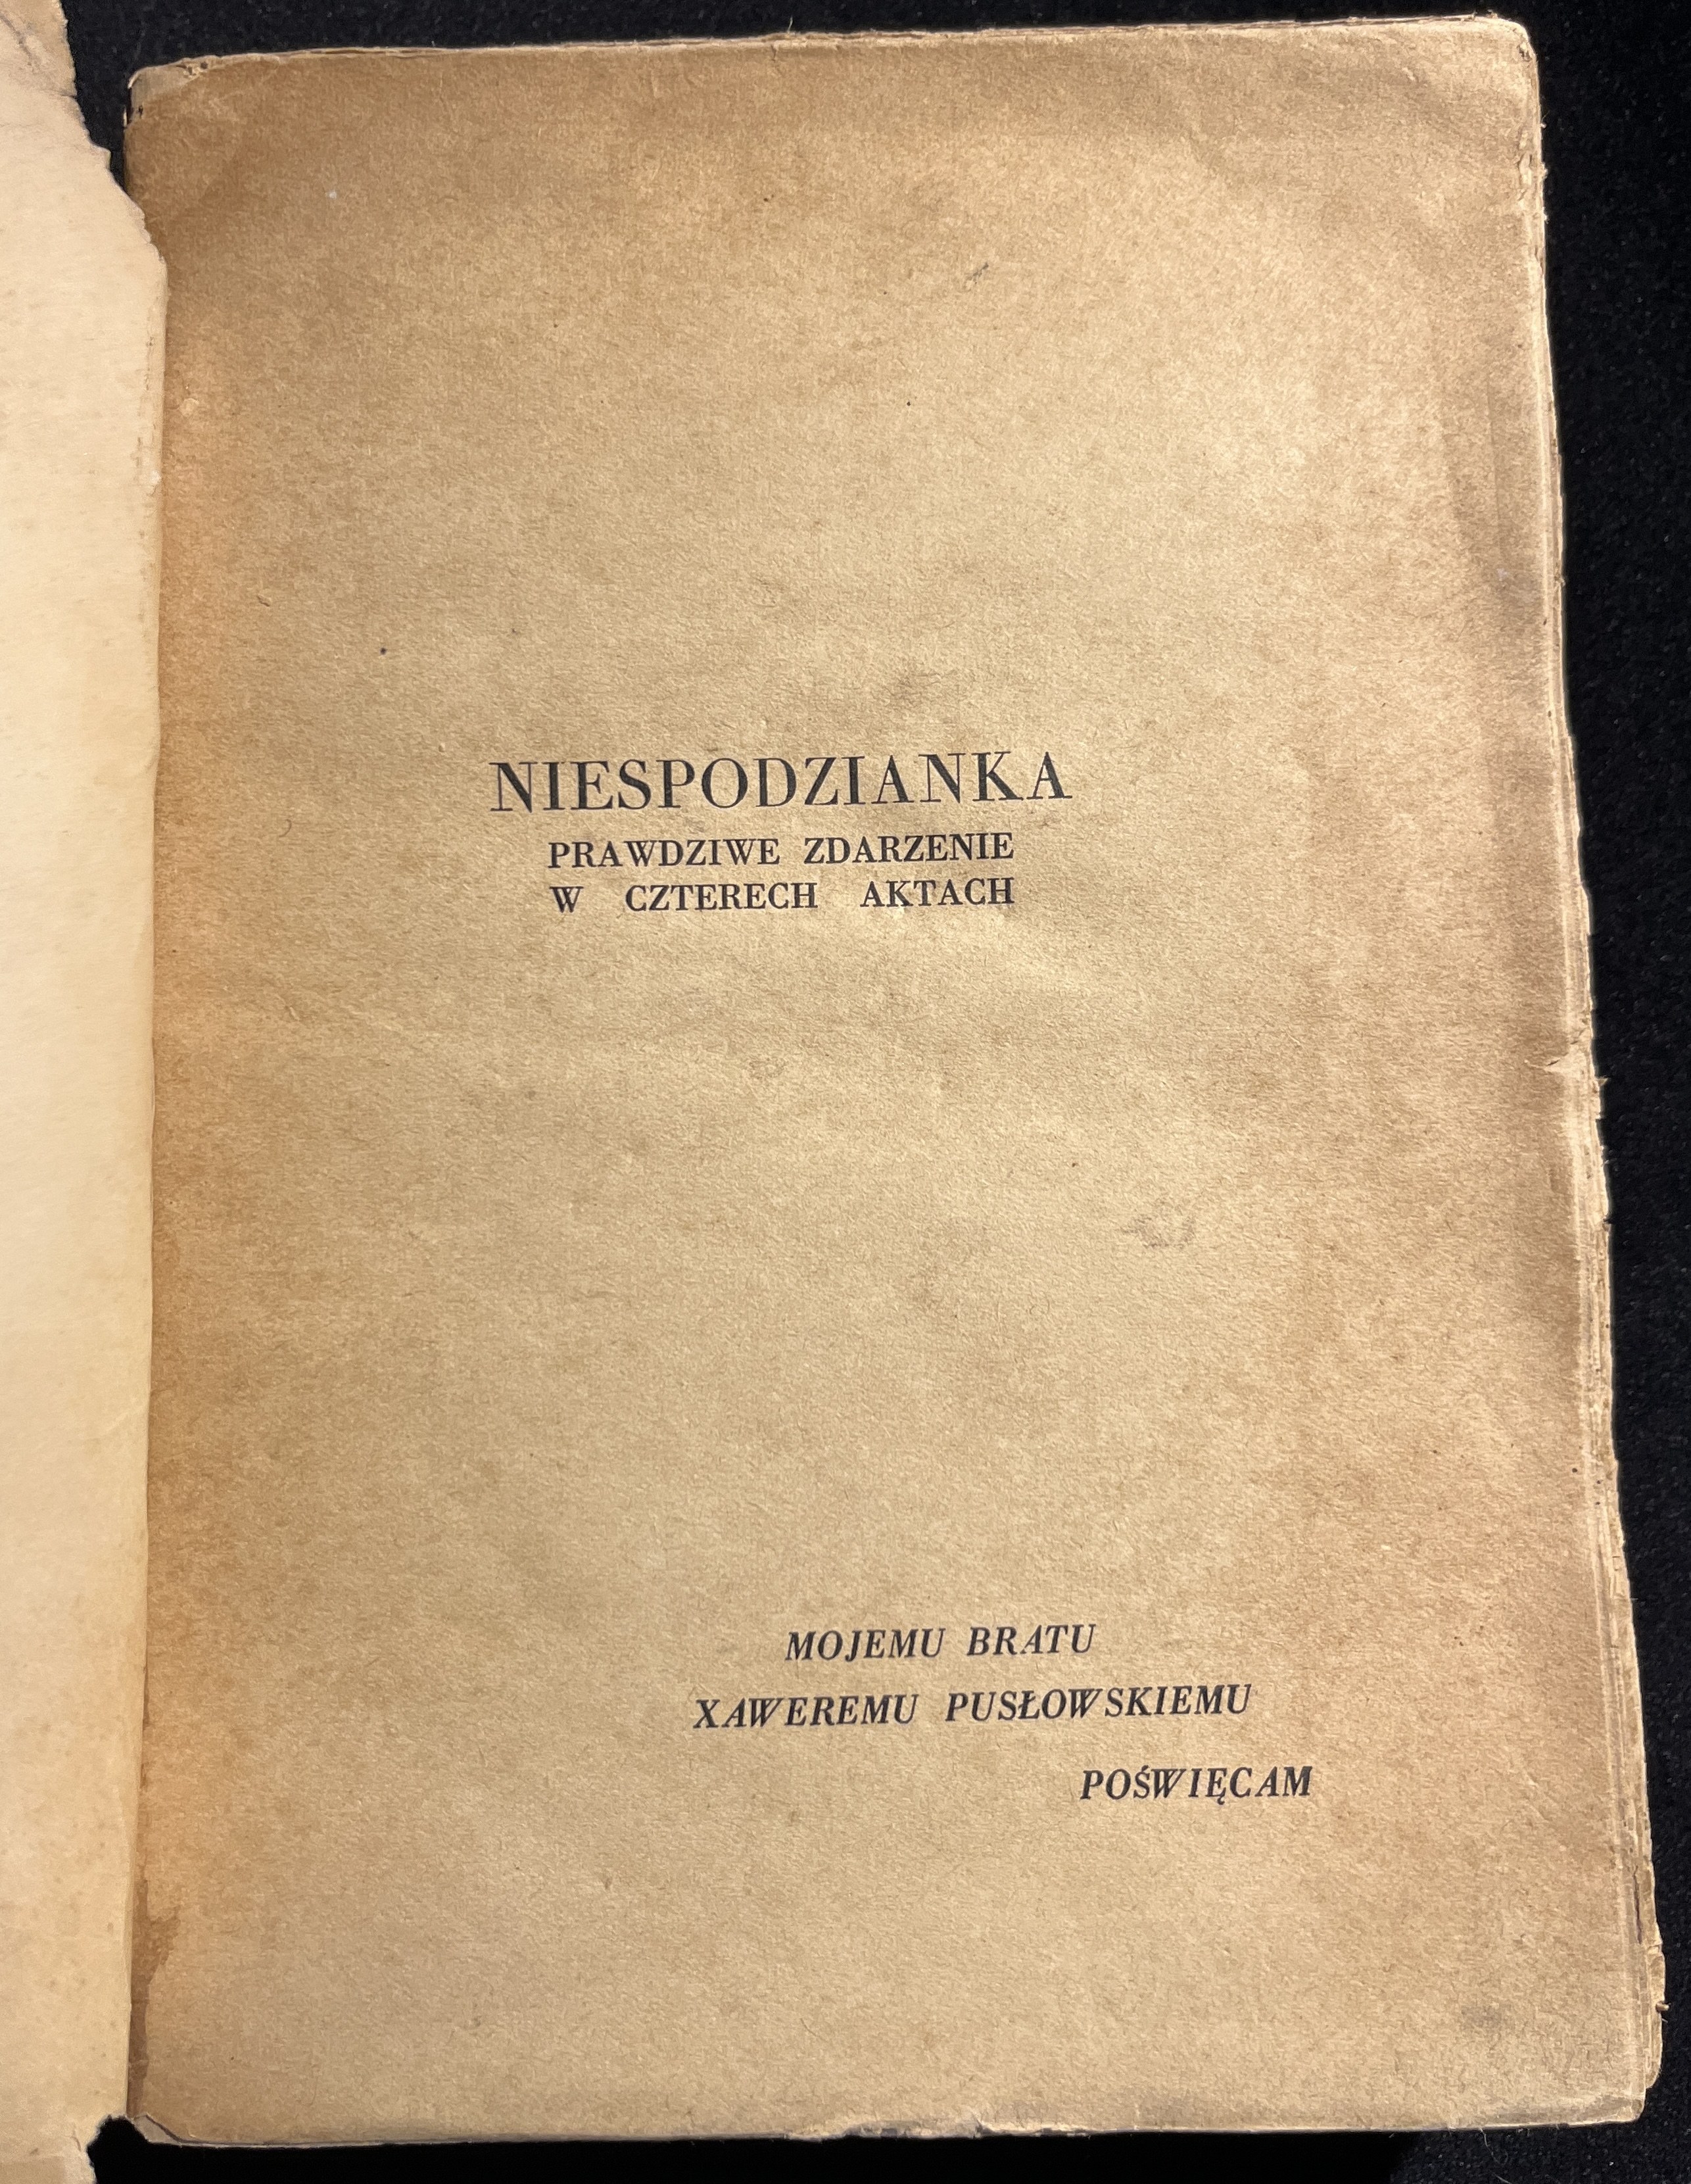 NIESPODZIANKA
PRAWDZIWE ZDARZENIE
W CZTERECH AKTACH
MOJEMU BRATU
XAWEREMU PUSŁOWSKIEMU
POŚWIĘCAM